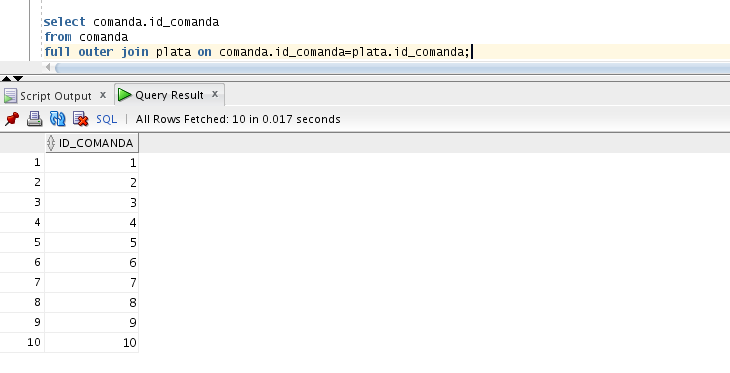 select comanda.id_comanda
from comanda
full outer join plata on comanda.id_comanda=plata.id_comanda;
Script Output x Query Result x
SQL | All Rows Fetched: 10 in 0.017 seconds
ID_COMANDA
1 1
2 2
3 3
4 4
5 5
6 6
7 7
8 8
9 9
10 10